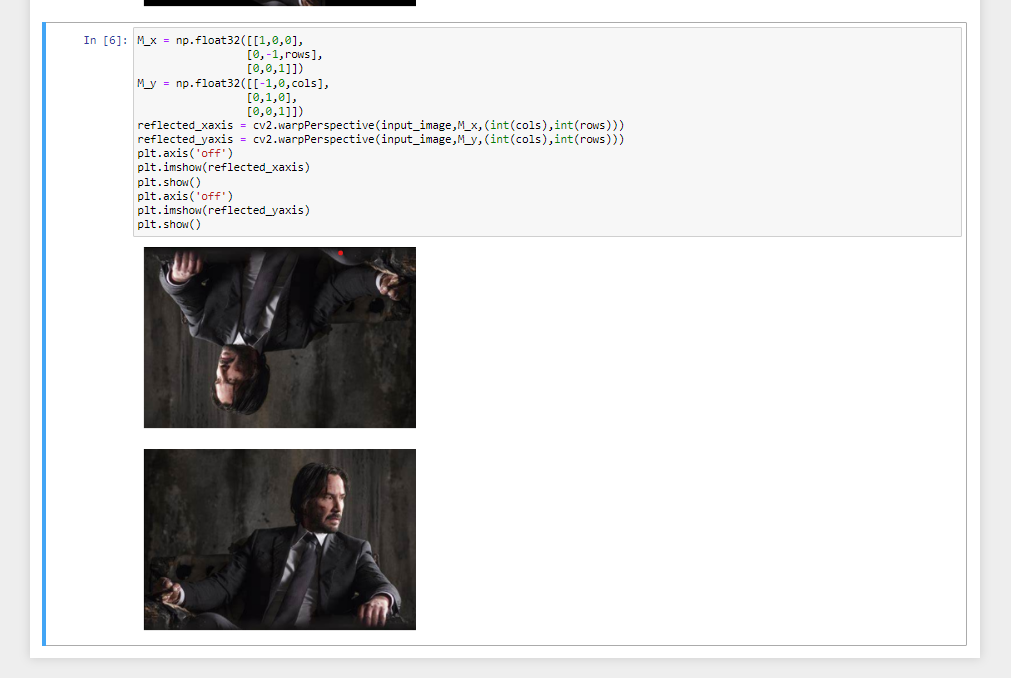 In [6]: M_x = np.float32([[1,0,0],
[0,-1,rows],
[0,0,1]])
M_y = np.float32([[-1,0,cols],
[0,1,0],
[0,0,1]])
reflected_xaxis = cv2.warpPerspective(input_image,M_x,(int(cols),int(rows)))
reflected_yaxis = cv2.warpPerspective(input_image,M_y,(int(cols),int(rows)))
plt.axis('off')
plt.imshow(reflected_xaxis)
plt.show()
plt.axis('off')
plt.imshow(reflected_yaxis)
plt.show()